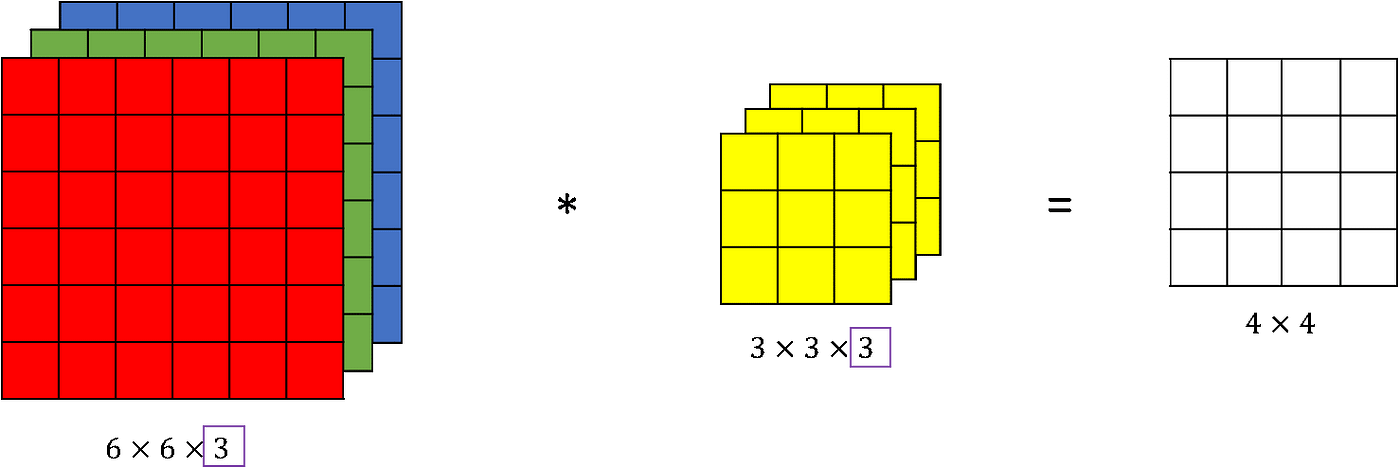 6 × 6 × 3
*
3 × 3 × 3
=
4 × 4